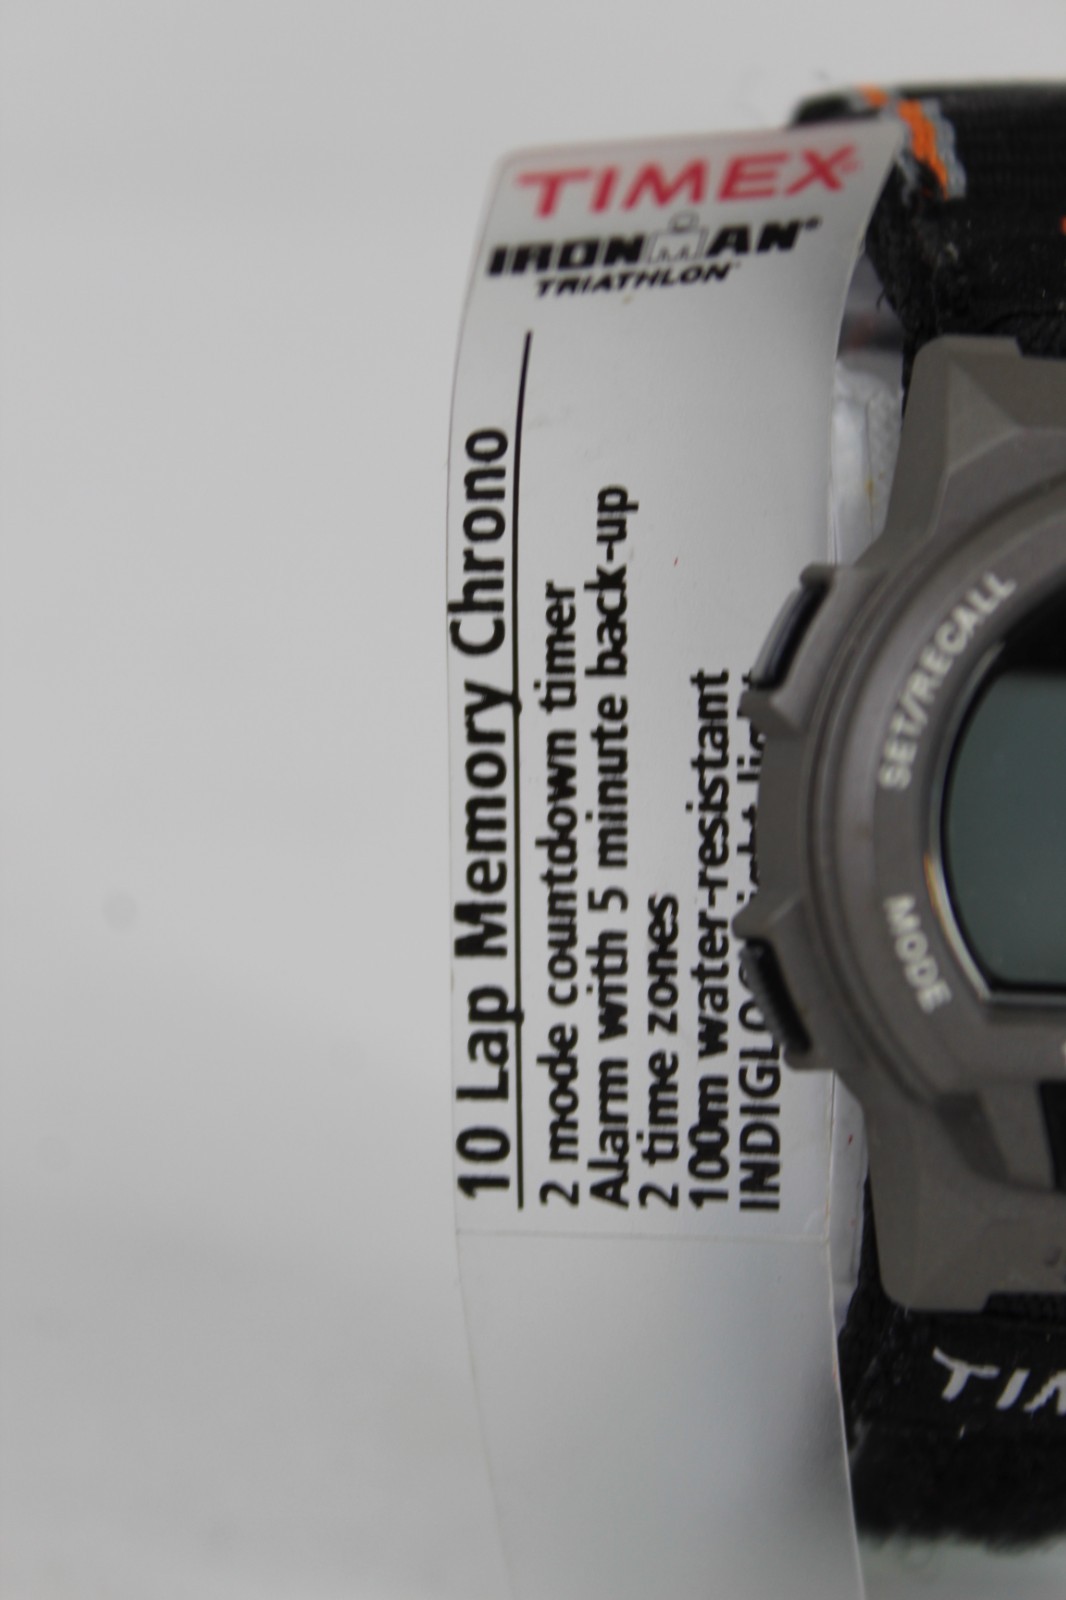 TIMEX
IRONMAN®
TRIATHLON
10 Lap Memory Chrono
2 mode countdown timer
Alarm with 5 minute back-up
2 time zones
100m water-resistant
SET/RECALL
MODE